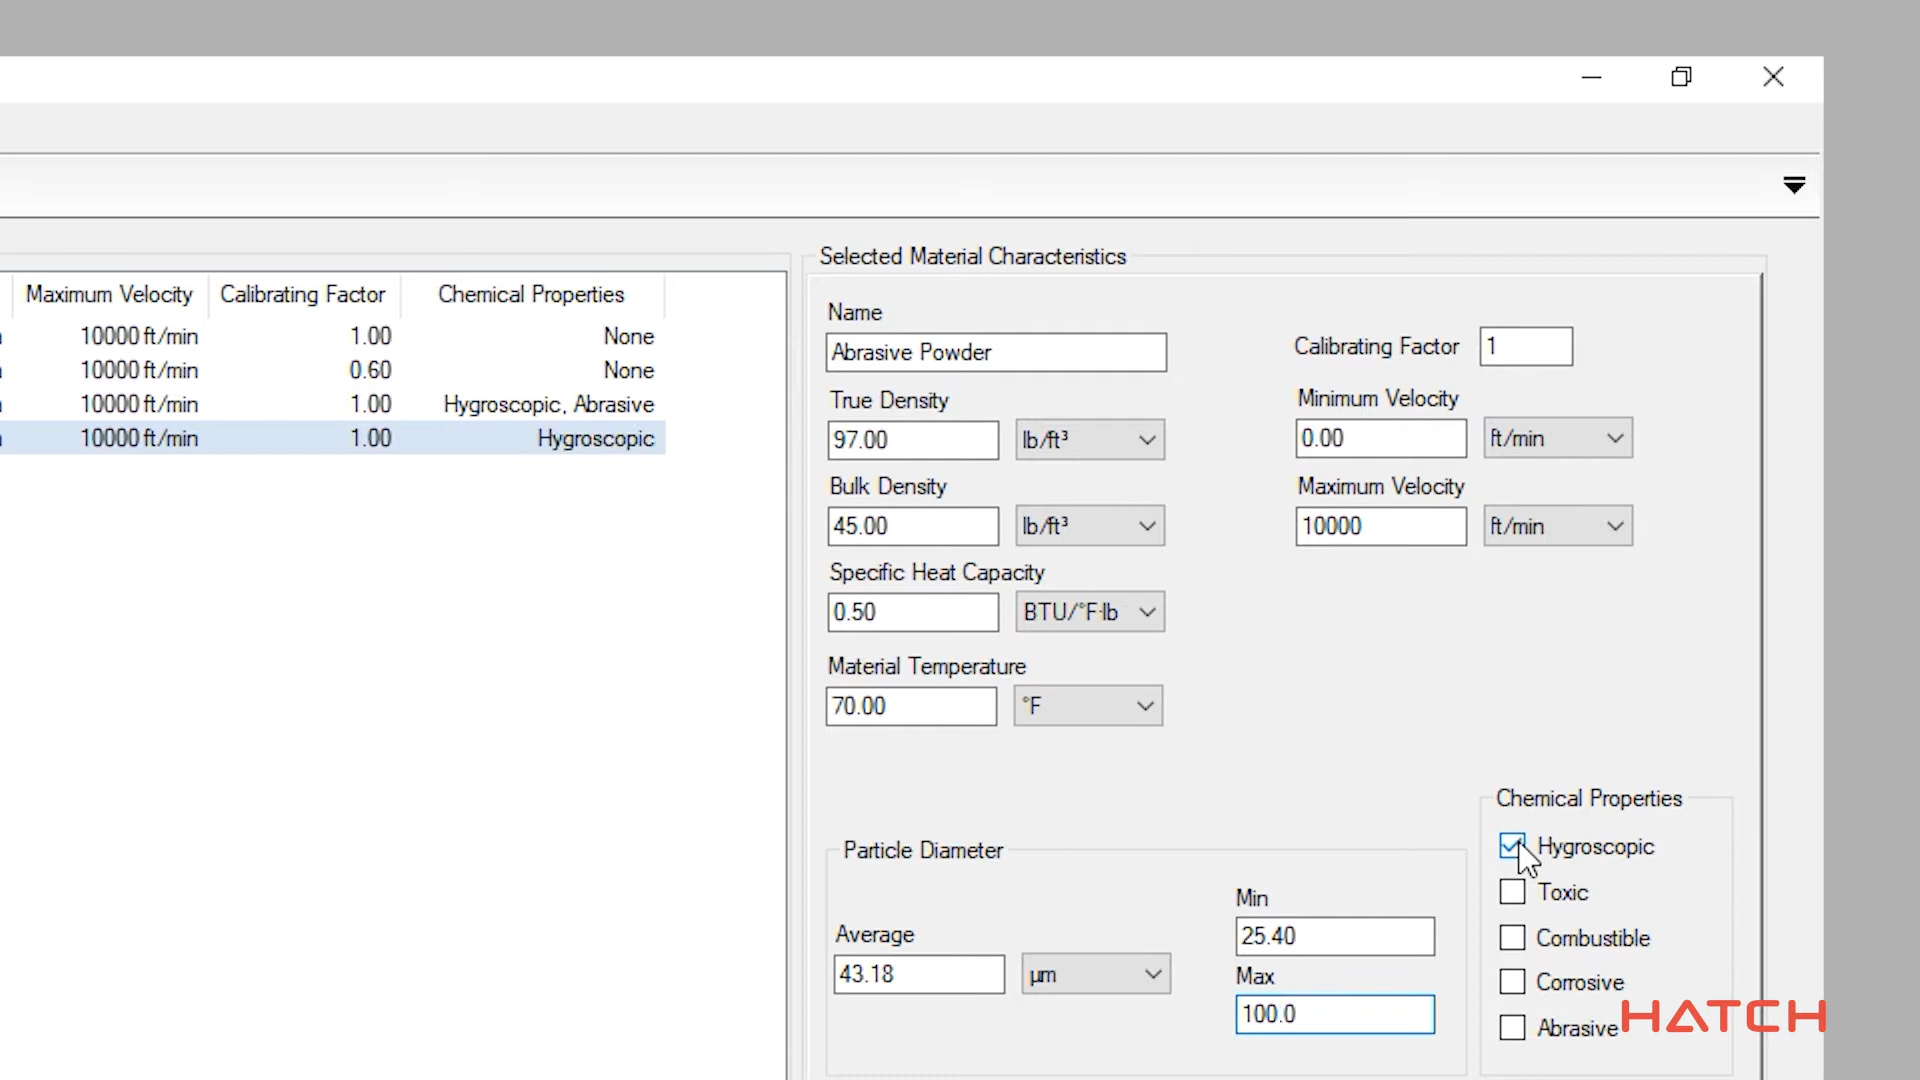 Selected Material Characteristics
Maximum Velocity Calibrating Factor Chemical Properties
10000 ft/min 1.00 None
10000 ft/min 0.60 None
10000 ft/min 1.00 Hygroscopic, Abrasive
10000 ft/min 1.00 Hygroscopic
Name
Abrasive Powder
Calibrating Factor 1
True Density
97.00 lb/ft³
Minimum Velocity
0.00 ft/min
Bulk Density
45.00 lb/ft³
Maximum Velocity
10000 ft/min
Specific Heat Capacity
0.50 BTU/°F·lb
Material Temperature
70.00 °F
Particle Diameter
Average
43.18 µm
Min
25.40
Max
100.0
Chemical Properties
Hygroscopic
Toxic
Combustible
Corrosive
Abrasive
HATCH